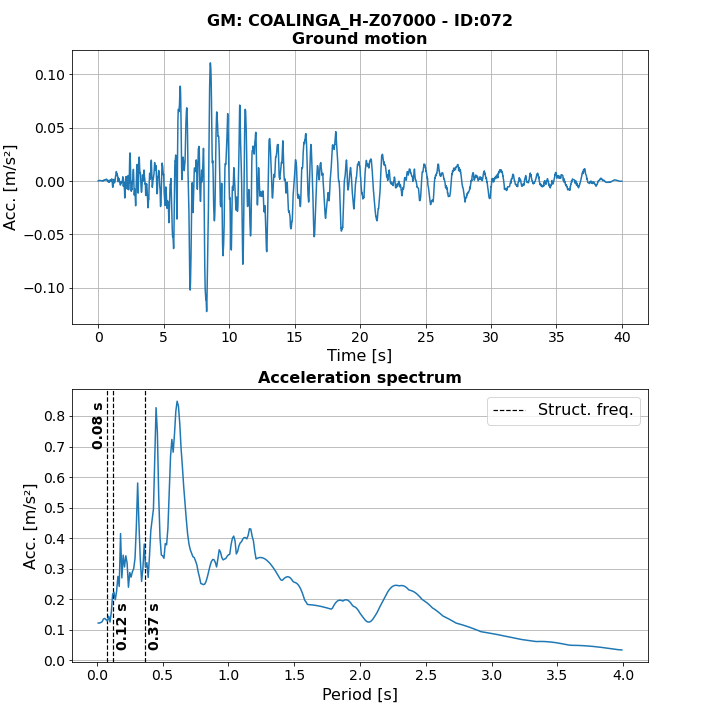 GM: COALINGA_H-Z07000 - ID:072
Ground motion
Acc. [m/s²]
0.10
0.05
0.00
−0.05
−0.10
0 5 10 15 20 25 30 35 40
Time [s]
Acceleration spectrum
Acc. [m/s²]
0.8
0.7
0.6
0.5
0.4
0.3
0.2
0.1
0.0
0.08 s
0.12 s
0.37 s
Struct. freq.
0.0 0.5 1.0 1.5 2.0 2.5 3.0 3.5 4.0
Period [s]